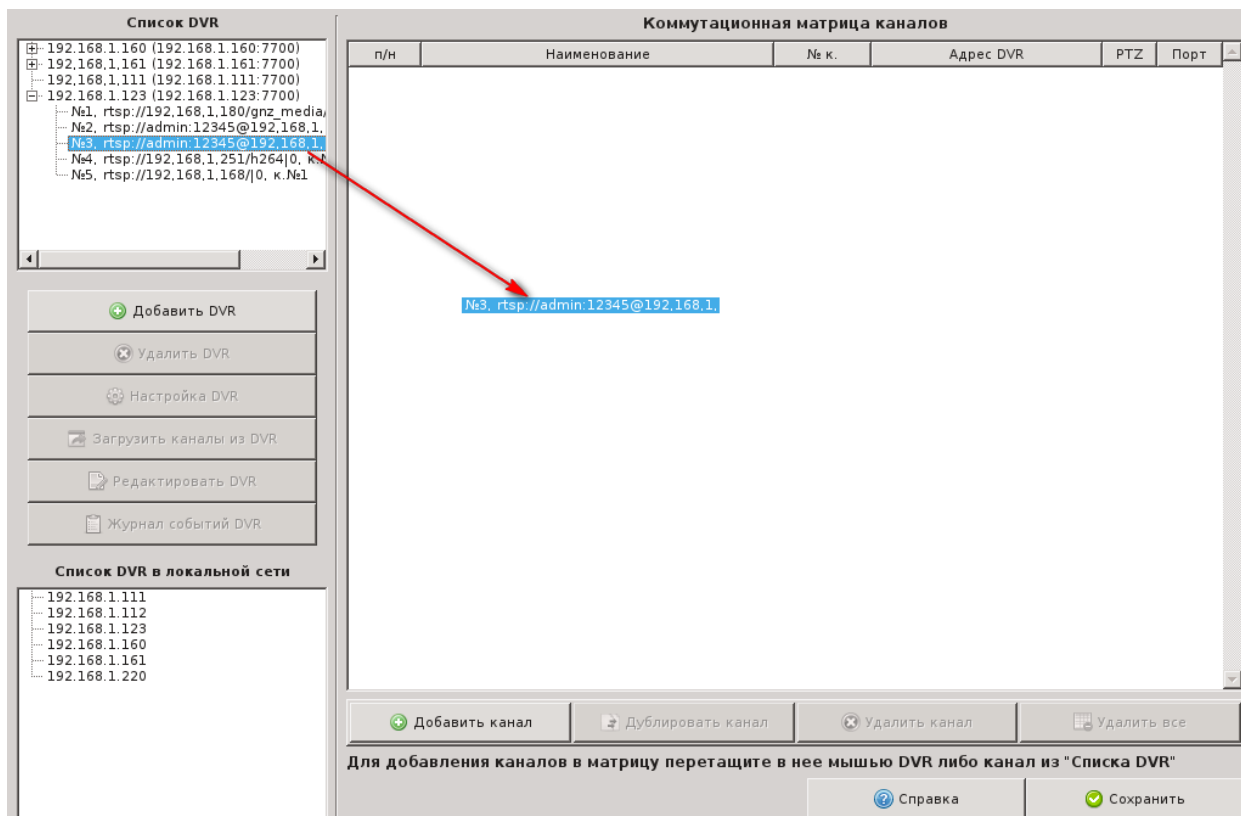 Список DVR
192.168.1.160 (192.168.1.160:7700)
192,168,1,161 (192.168.1.161:7700)
192,168,1,111 (192.168.1.111:7700)
192.168.1.123 (192.168.1.123:7700)
№1, rtsp://192,168,1,180/gnz_media/
№2, rtsp://admin:12345@192,168,1,
№3, rtsp://admin:12345@192,168,1,
№4, rtsp://192,168,1,251/h264|0, к.№
№5, rtsp://192,168,1,168/|0, к.№1
Добавить DVR
Удалить DVR
Настройка DVR
Загрузить каналы из DVR
Редактировать DVR
Журнал событий DVR
Список DVR в локальной сети
192.168.1.111
192.168.1.112
192.168.1.123
192.168.1.160
192.168.1.161
192.168.1.220
Коммутационная матрица каналов
п/н Наименование № к. Адрес DVR PTZ Порт
№3, rtsp://admin:12345@192,168,1,
Добавить канал Дублировать канал Удалить канал Удалить все
Для добавления каналов в матрицу перетащите в нее мышью DVR либо канал из "Списка DVR"
Справка Сохранить